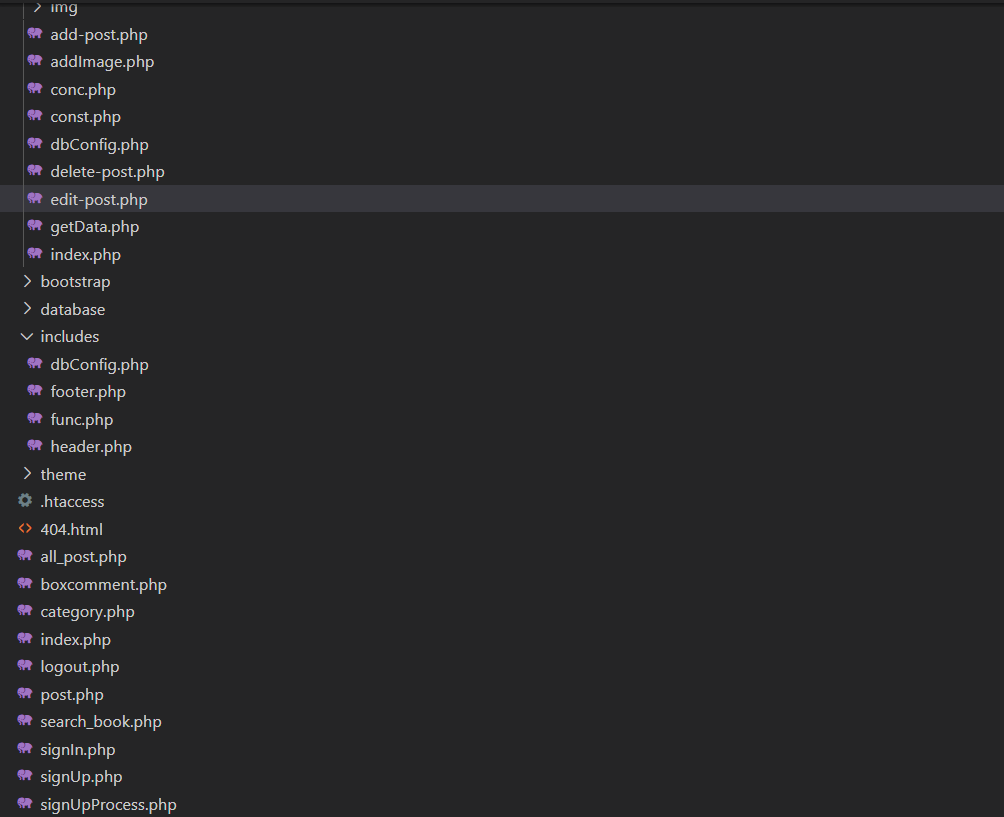 img
add-post.php
addImage.php
conc.php
const.php
dbConfig.php
delete-post.php
edit-post.php
getData.php
index.php
bootstrap
database
includes
dbConfig.php
footer.php
func.php
header.php
theme
.htaccess
404.html
all_post.php
boxcomment.php
category.php
index.php
logout.php
post.php
search_book.php
signIn.php
signUp.php
signUpProcess.php